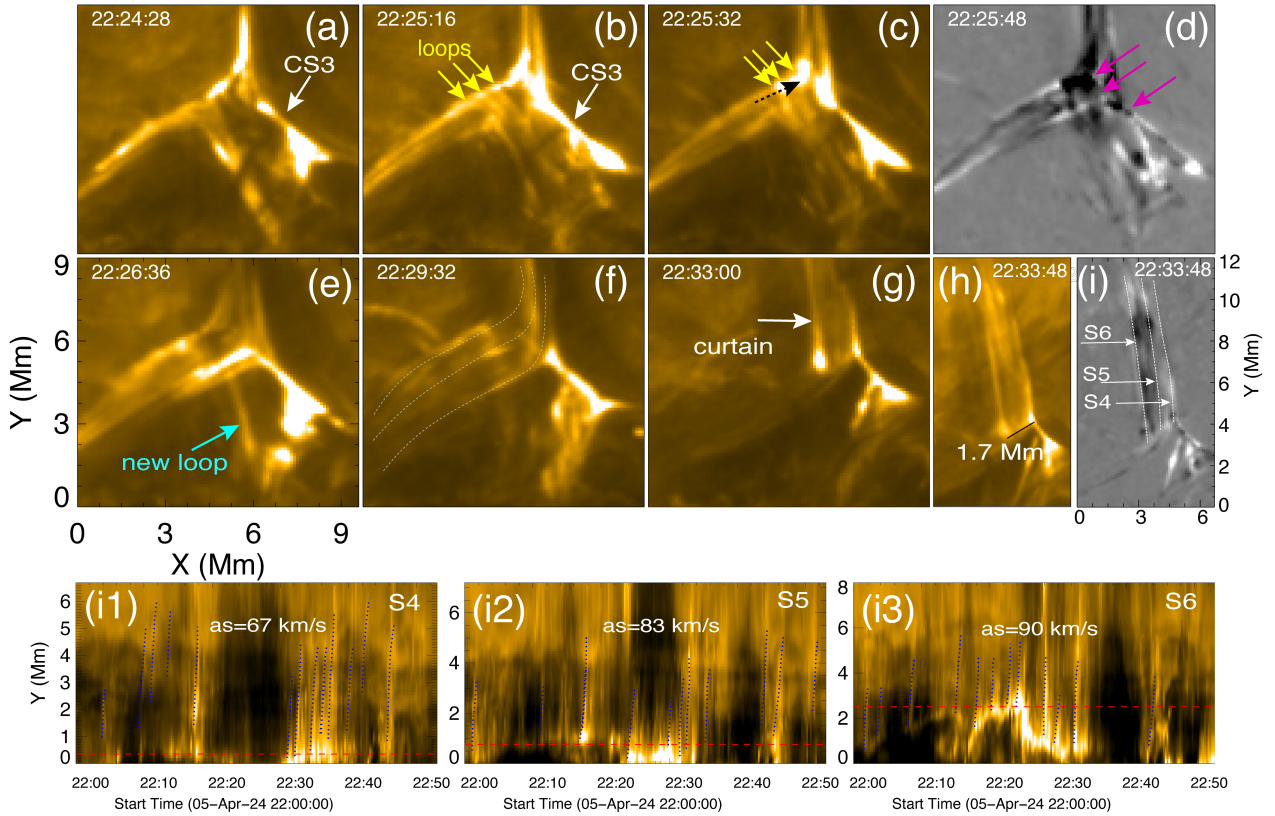 22:24:28 (a)
CS3
22:25:16 (b)
loops
CS3
22:25:32 (c)
22:25:48 (d)
9
6
3
0
Y (Mm)
22:26:36 (e)
new loop
0 3 6 9
X (Mm)
22:29:32 (f)
22:33:00 (g)
curtain
22:33:48 (h)
1.7 Mm
22:33:48 (i)
S6
S5
S4
12
10
8
6
4
2
0
Y (Mm)
0 3 6
(i1) S4
as=67 km/s
6
5
4
3
2
1
0
Y (Mm)
22:00 22:10 22:20 22:30 22:40 22:50
Start Time (05-Apr-24 22:00:00)
(i2) S5
as=83 km/s
6
4
2
0
22:00 22:10 22:20 22:30 22:40 22:50
Start Time (05-Apr-24 22:00:00)
(i3) S6
as=90 km/s
8
6
4
2
0
22:00 22:10 22:20 22:30 22:40 22:50
Start Time (05-Apr-24 22:00:00)